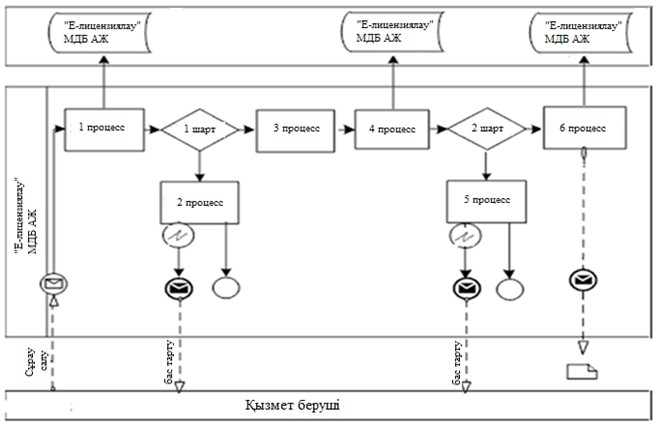 "Е-лицензиялау"
МДБ АЖ
"Е-лицензиялау"
МДБ АЖ
"Е-лицензиялау"
МДБ АЖ
"Е-лицензиялау"
МДБ АЖ
1 процесс
1 шарт
3 процесс
4 процесс
2 шарт
6 процесс
2 процесс
5 процесс
Сұрау
салу
бас тарту
бас тарту
Қызмет беруші